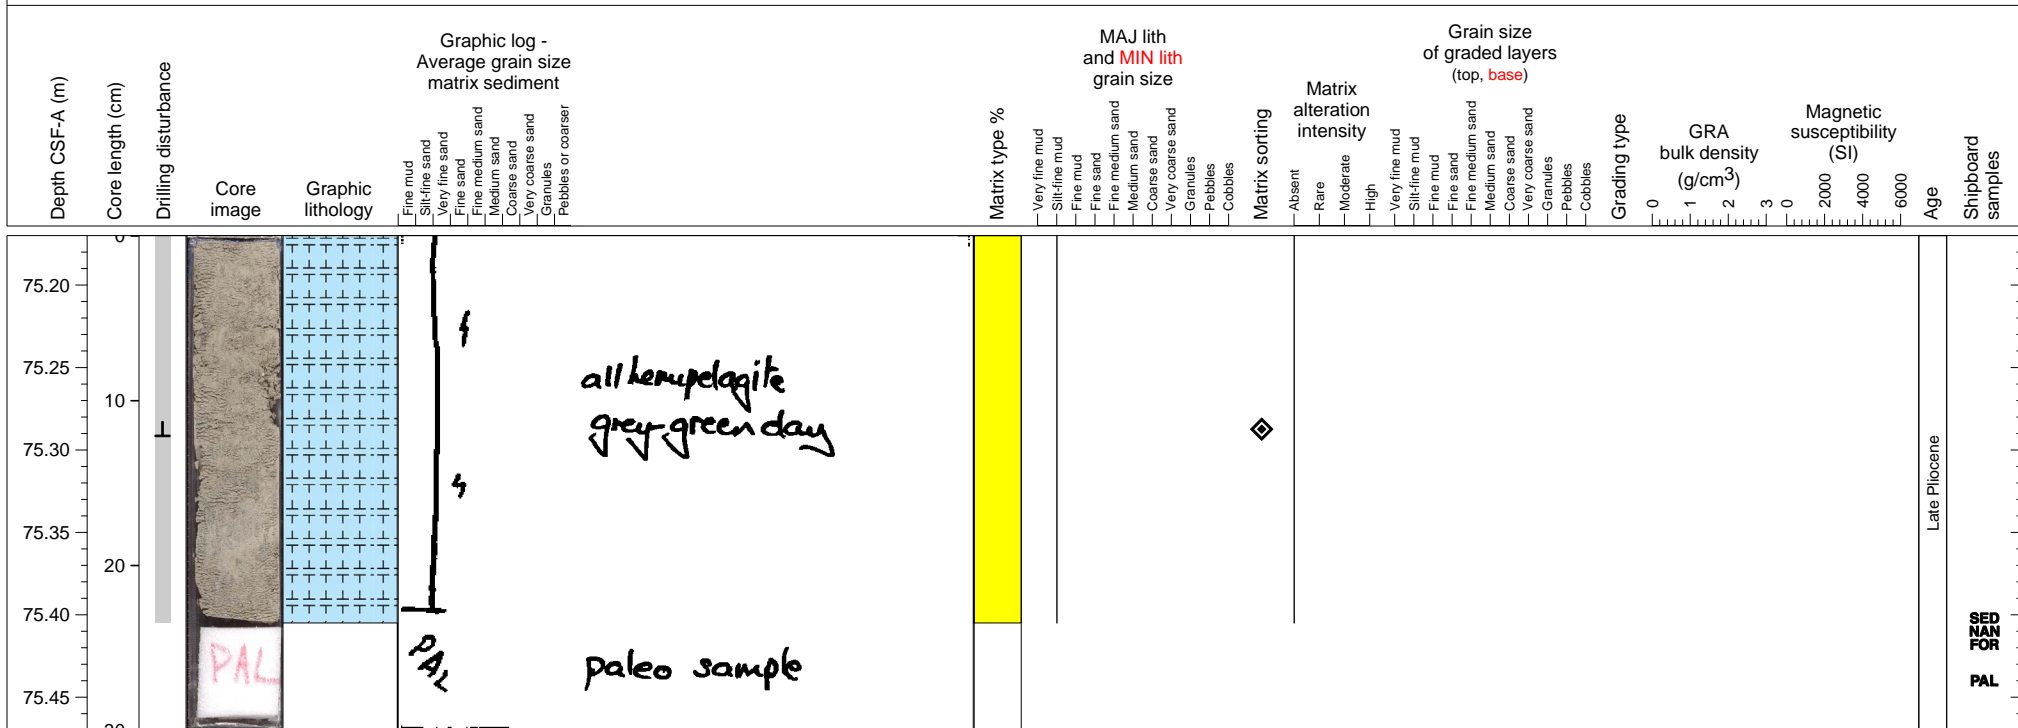 Depth CSF-A (m)
Core length (cm)
Drilling disturbance
Core
image
Graphic
lithology
Graphic log -
Average grain size
matrix sediment
Fine mud
Silt-fine sand
Very fine sand
Fine sand
Fine medium sand
Medium sand
Coarse sand
Very coarse sand
Granules
Pebbles or coarser
Matrix type %
MAJ lith
and MIN lith
grain size
Very fine mud
Silt-fine mud
Fine mud
Fine sand
Fine medium sand
Medium sand
Coarse sand
Very coarse sand
Granules
Pebbles
Cobbles
Matrix sorting
Matrix
alteration
intensity
Absent
Rare
Moderate
High
Grain size
of graded layers
(top, base)
Very fine mud
Silt-fine mud
Fine mud
Fine sand
Fine medium sand
Medium sand
Coarse sand
Very coarse sand
Granules
Pebbles
Cobbles
Grading type
GRA
bulk density
(g/cm3)
0 1 2 3
Magnetic
susceptibility
(SI)
0 2000 4000 6000
Age
Shipboard
samples
75.20
75.25
75.30
75.35
75.40
75.45
10
20
all hemipelagite
grey-green clay
PAL
PAL
paleo sample
Late Pliocene
SED
NAN
FOR
PAL